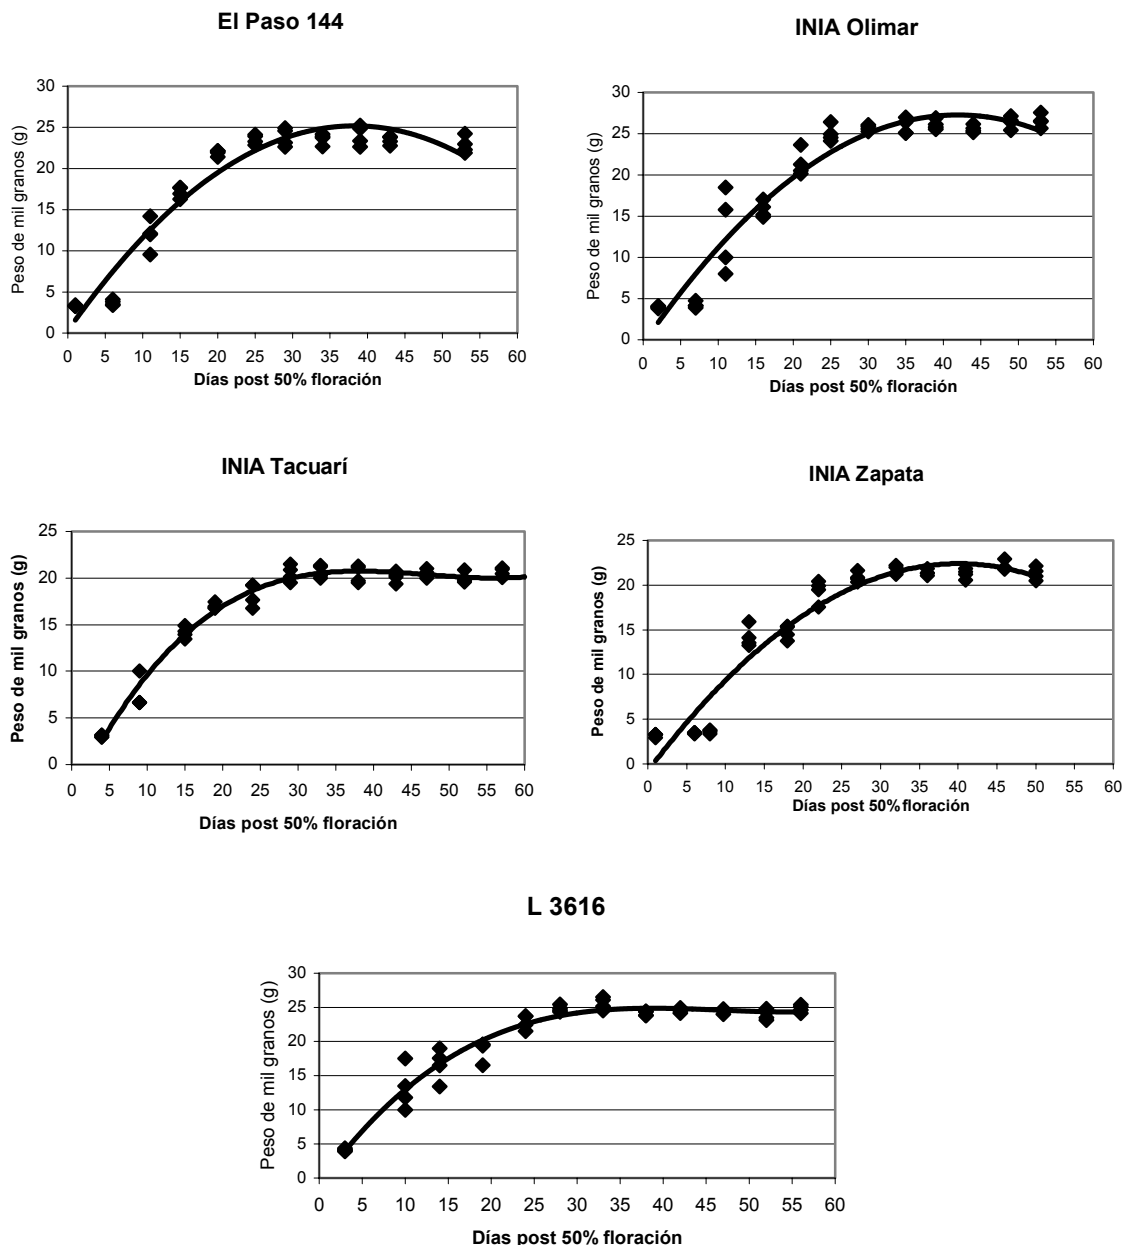 El Paso 144
INIA Olimar
Peso de mil granos (g)
30
25
20
15
10
5
0
0 5 10 15 20 25 30 35 40 45 50 55 60
Días post 50% floración
Peso de mil granos (g)
30
25
20
15
10
5
0
0 5 10 15 20 25 30 35 40 45 50 55 60
Días post 50% floración
INIA Tacuarí
INIA Zapata
Peso de mil granos (g)
25
20
15
10
5
0
0 5 10 15 20 25 30 35 40 45 50 55 60
Días post 50% floración
Peso de mil granos (g)
25
20
15
10
5
0
0 5 10 15 20 25 30 35 40 45 50 55 60
Días post 50% floración
L 3616
Peso de mil granos (g)
30
25
20
15
10
5
0
0 5 10 15 20 25 30 35 40 45 50 55 60
Días post 50% floración